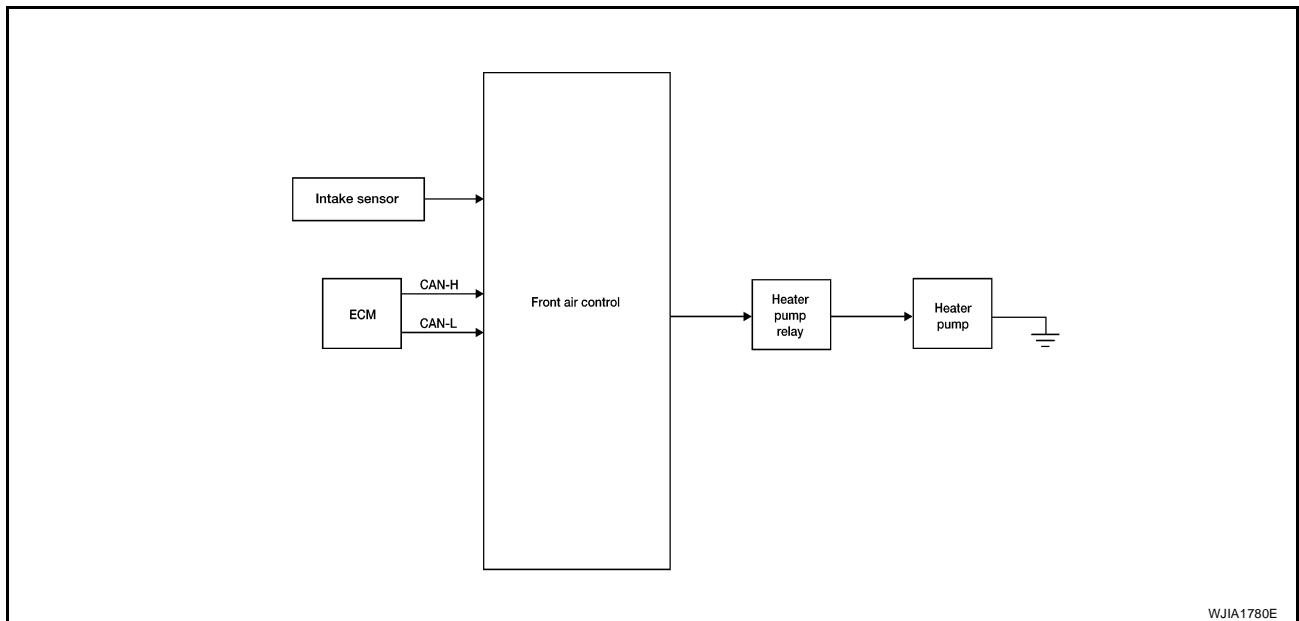 Intake sensor
ECM
CAN-H
CAN-L
Front air control
Heater
pump
relay
Heater
pump
WJIA1780E